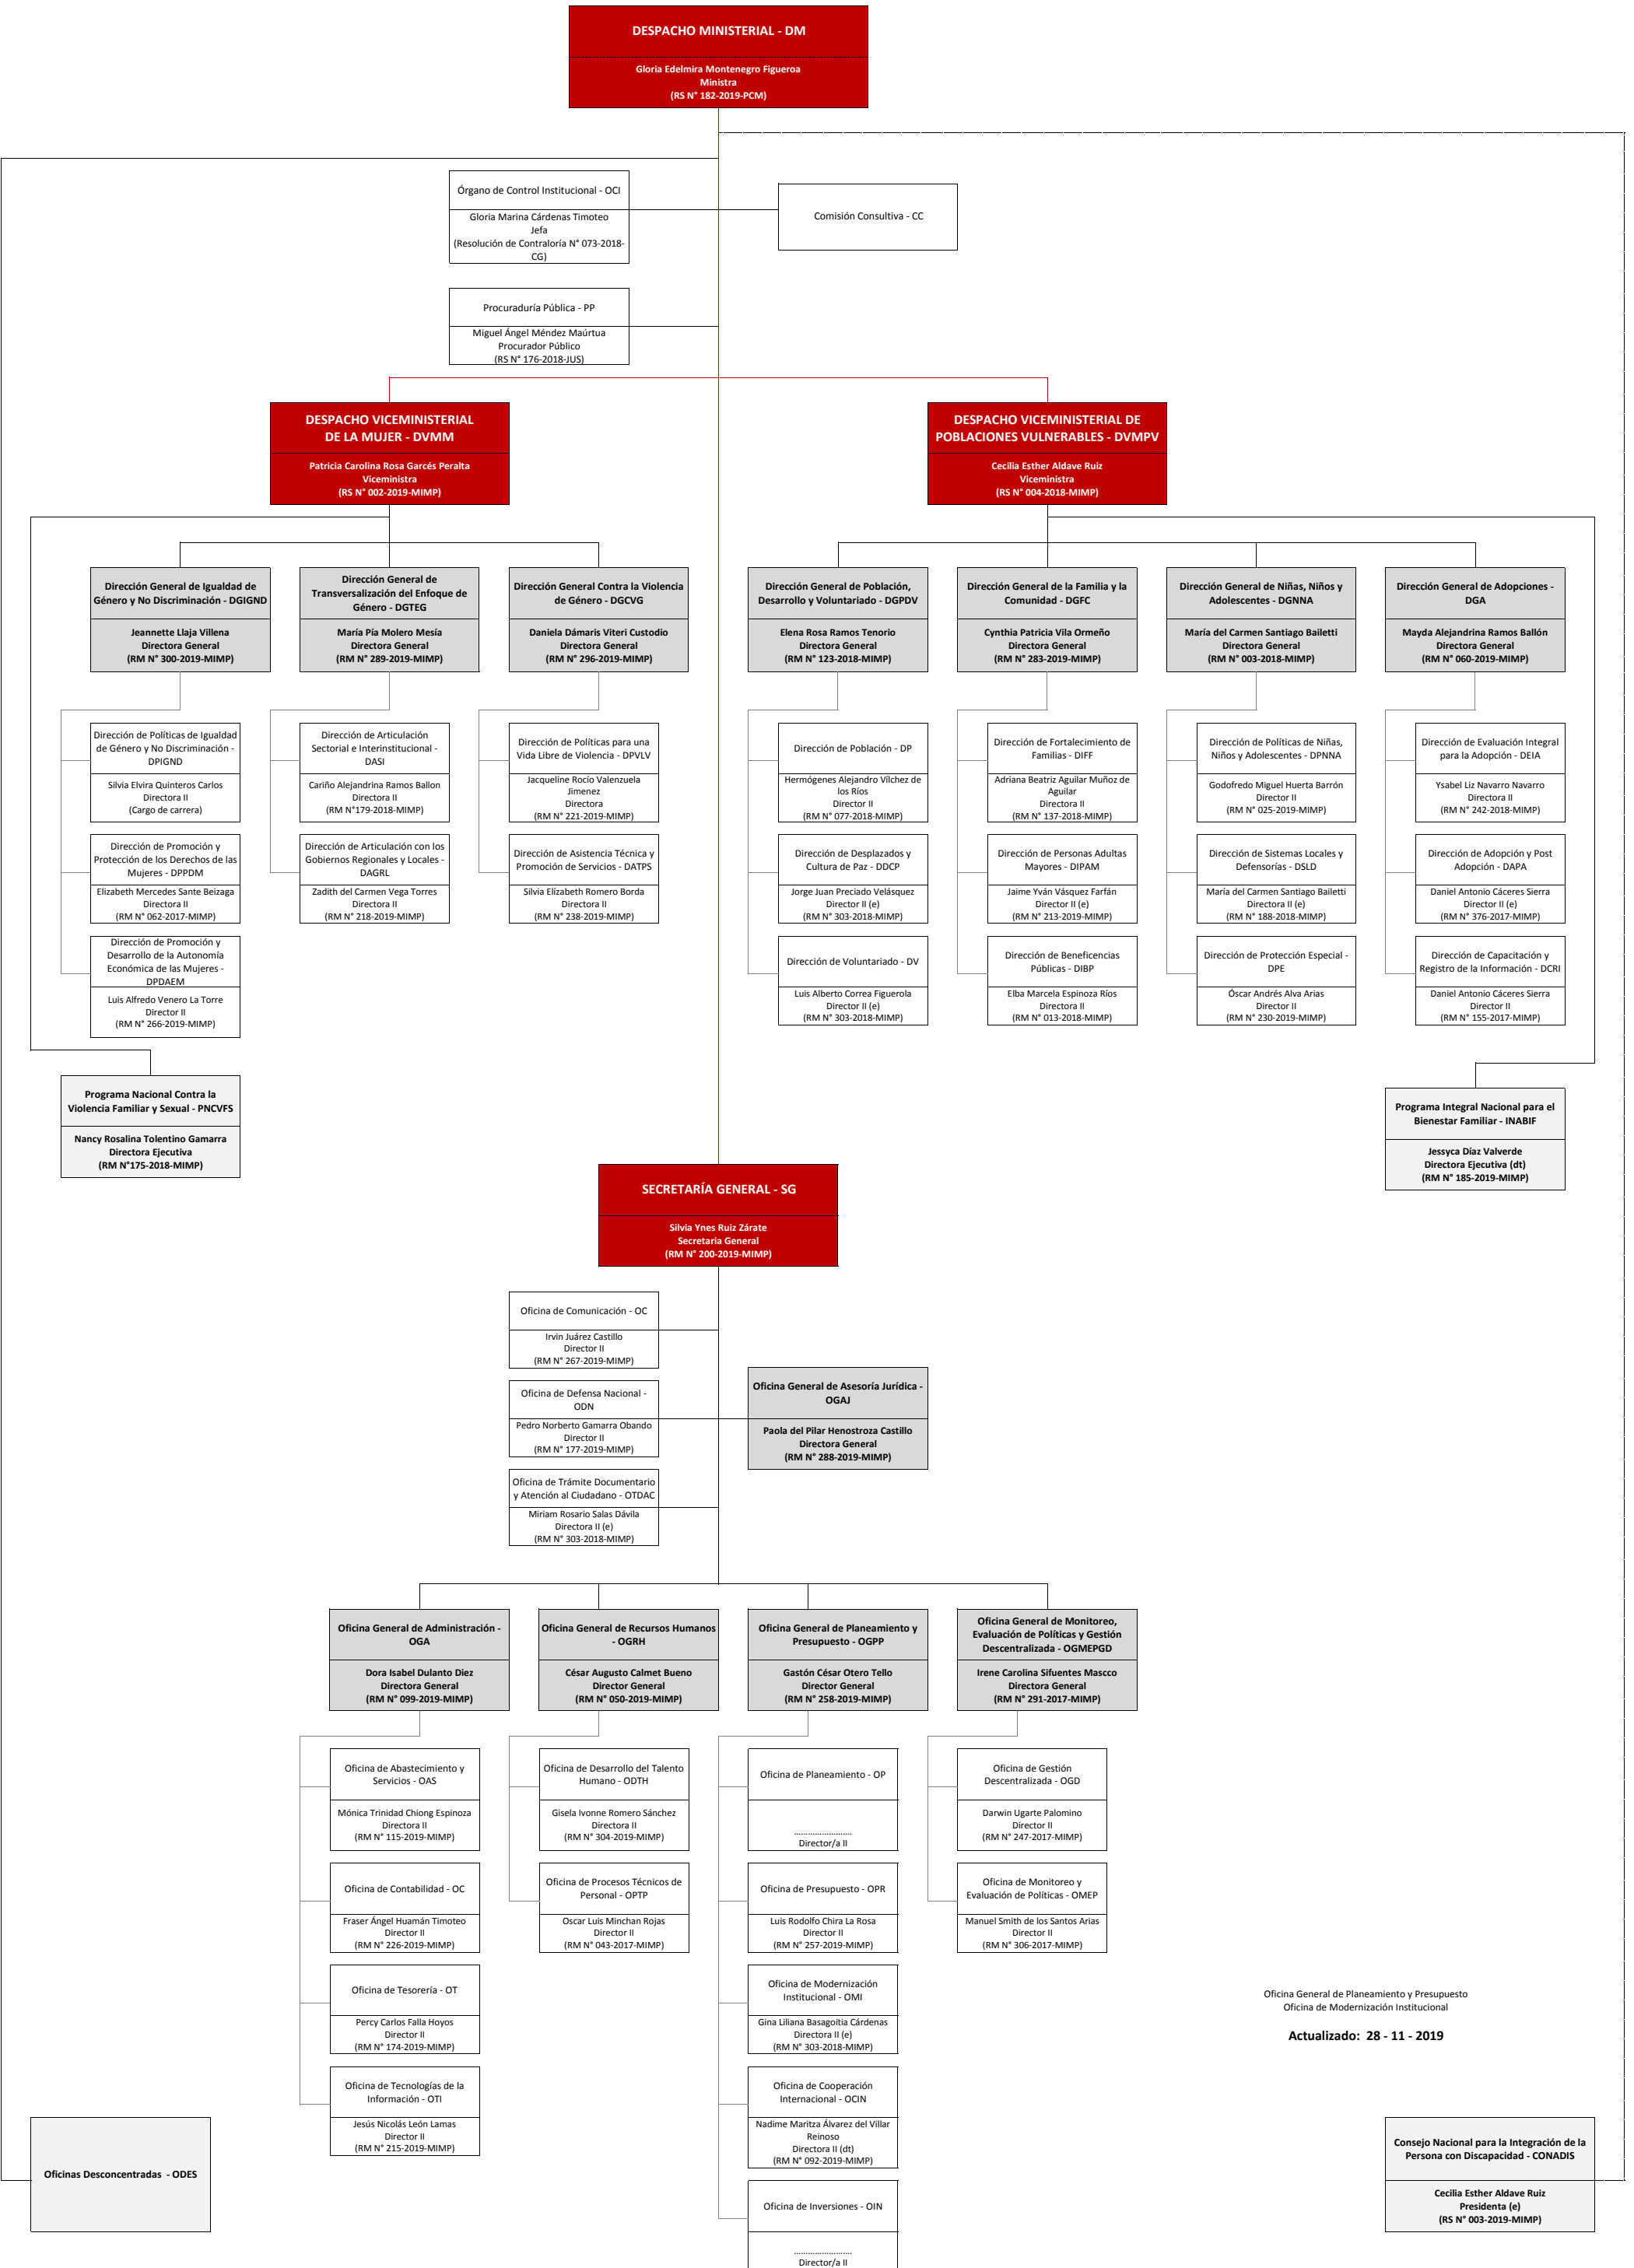 DESPACHO MINISTERIAL - DM
Gloria Edelmira Montenegro Figueroa
Ministra
(RS N° 182-2019-PCM)
Órgano de Control Institucional - OCI
Gloria Marina Cárdenas Timoteo
Jefa
(Resolución de Contraloría N° 073-2018-
CG)
Comisión Consultiva - CC
Procuraduría Pública - PP
Miguel Ángel Méndez Maúrtua
Procurador Público
(RS N° 176-2018-JUS)
DESPACHO VICEMINISTERIAL
DE LA MUJER - DVMM
Patricia Carolina Rosa Garcés Peralta
Viceministra
(RS N° 002-2019-MIMP)
DESPACHO VICEMINISTERIAL DE
POBLACIONES VULNERABLES - DVMPV
Cecilia Esther Aldave Ruiz
Viceministra
(RS N° 004-2018-MIMP)
Dirección General de Igualdad de
Género y No Discriminación - DGIGND
Jeannette Llaja Villena
Directora General
(RM N° 300-2019-MIMP)
Dirección General de
Transversalización del Enfoque de
Género - DGTEG
María Pía Molero Mesía
Directora General
(RM N° 289-2019-MIMP)
Dirección General Contra la Violencia
de Género - DGCVG
Daniela Dámaris Viteri Custodio
Directora General
(RM N° 296-2019-MIMP)
Dirección General de Población,
Desarrollo y Voluntariado - DGPDV
Elena Rosa Ramos Tenorio
Directora General
(RM N° 123-2018-MIMP)
Dirección General de la Familia y la
Comunidad - DGFC
Cynthia Patricia Vila Ormeño
Directora General
(RM N° 283-2019-MIMP)
Dirección General de Niñas, Niños y
Adolescentes - DGNNA
María del Carmen Santiago Bailetti
Directora General
(RM N° 003-2018-MIMP)
Dirección General de Adopciones -
DGA
Mayda Alejandrina Ramos Ballón
Directora General
(RM N° 060-2019-MIMP)
Dirección de Políticas de Igualdad
de Género y No Discriminación -
DPIGND
Silvia Elvira Quinteros Carlos
Directora II
(Cargo de carrera)
Dirección de Articulación
Sectorial e Interinstitucional -
DASI
Cariño Alejandrina Ramos Ballon
Directora II
(RM N°179-2018-MIMP)
Dirección de Políticas para una
Vida Libre de Violencia - DPVLV
Jacqueline Rocío Valenzuela
Jimenez
Directora
(RM N° 221-2019-MIMP)
Dirección de Población - DP
Hermógenes Alejandro Vílchez de
los Ríos
Director II
(RM N° 077-2018-MIMP)
Dirección de Fortalecimiento de
Familias - DIFF
Adriana Beatriz Aguilar Muñoz de
Aguilar
Directora II
(RM N° 137-2018-MIMP)
Dirección de Políticas de Niñas,
Niños y Adolescentes - DPNNA
Godofredo Miguel Huerta Barrón
Director II
(RM N° 025-2019-MIMP)
Dirección de Evaluación Integral
para la Adopción - DEIA
Ysabel Liz Navarro Navarro
Directora II
(RM N° 242-2018-MIMP)
Dirección de Promoción y
Protección de los Derechos de las
Mujeres - DPPDM
Elizabeth Mercedes Sante Beizaga
Directora II
(RM N° 062-2017-MIMP)
Dirección de Articulación con los
Gobiernos Regionales y Locales -
DAGRL
Zadith del Carmen Vega Torres
Directora II
(RM N° 218-2019-MIMP)
Dirección de Asistencia Técnica y
Promoción de Servicios - DATPS
Silvia Elízabeth Romero Borda
Directora II
(RM N° 238-2019-MIMP)
Dirección de Desplazados y
Cultura de Paz - DDCP
Jorge Juan Preciado Velásquez
Director II (e)
(RM N° 303-2018-MIMP)
Dirección de Personas Adultas
Mayores - DIPAM
Jaime Yván Vásquez Farfán
Director II (e)
(RM N° 213-2019-MIMP)
Dirección de Sistemas Locales y
Defensorías - DSLD
María del Carmen Santiago Bailetti
Directora II (e)
(RM N° 188-2018-MIMP)
Dirección de Adopción y Post
Adopción - DAPA
Daniel Antonio Cáceres Sierra
Director II (e)
(RM N° 376-2017-MIMP)
Dirección de Promoción y
Desarrollo de la Autonomía
Económica de las Mujeres -
DPDAEM
Luis Alfredo Venero La Torre
Director II
(RM N° 266-2019-MIMP)
Dirección de Voluntariado - DV
Luis Alberto Correa Figuerola
Director II (e)
(RM N° 303-2018-MIMP)
Dirección de Beneficencias
Públicas - DIBP
Elba Marcela Espinoza Ríos
Directora II
(RM N° 013-2018-MIMP)
Dirección de Protección Especial -
DPE
Óscar Andrés Alva Arias
Director II
(RM N° 230-2019-MIMP)
Dirección de Capacitación y
Registro de la Información - DCRI
Daniel Antonio Cáceres Sierra
Director II
(RM N° 155-2017-MIMP)
Programa Nacional Contra la
Violencia Familiar y Sexual - PNCVFS
Nancy Rosalina Tolentino Gamarra
Directora Ejecutiva
(RM N°175-2018-MIMP)
Programa Integral Nacional para el
Bienestar Familiar - INABIF
Jessyca Díaz Valverde
Directora Ejecutiva (dt)
(RM N° 185-2019-MIMP)
SECRETARÍA GENERAL - SG
Silvia Ynes Ruiz Zárate
Secretaria General
(RM N° 200-2019-MIMP)
Oficina de Comunicación - OC
Irvin Juárez Castillo
Director II
(RM N° 267-2019-MIMP)
Oficina de Defensa Nacional -
ODN
Pedro Norberto Gamarra Obando
Director II
(RM N° 177-2019-MIMP)
Oficina General de Asesoría Jurídica -
OGAJ
Paola del Pilar Henostroza Castillo
Directora General
(RM N° 288-2019-MIMP)
Oficina de Trámite Documentario
y Atención al Ciudadano - OTDAC
Miriam Rosario Salas Dávila
Directora II (e)
(RM N° 303-2018-MIMP)
Oficina General de Administración -
OGA
Dora Isabel Dulanto Diez
Directora General
(RM N° 099-2019-MIMP)
Oficina General de Recursos Humanos
- OGRH
César Augusto Calmet Bueno
Director General
(RM N° 050-2019-MIMP)
Oficina General de Planeamiento y
Presupuesto - OGPP
Gastón César Otero Tello
Director General
(RM N° 258-2019-MIMP)
Oficina General de Monitoreo,
Evaluación de Políticas y Gestión
Descentralizada - OGMEPGD
Irene Carolina Sifuentes Mascco
Directora General
(RM N° 291-2017-MIMP)
Oficina de Abastecimiento y
Servicios - OAS
Mónica Trinidad Chiong Espinoza
Directora II
(RM N° 115-2019-MIMP)
Oficina de Desarrollo del Talento
Humano - ODTH
Gisela Ivonne Romero Sánchez
Directora II
(RM N° 304-2019-MIMP)
Oficina de Planeamiento - OP
........................
Director/a II
Oficina de Gestión
Descentralizada - OGD
Darwin Ugarte Palomino
Director II
(RM N° 247-2017-MIMP)
Oficina de Contabilidad - OC
Fraser Ángel Huamán Timoteo
Director II
(RM N° 226-2019-MIMP)
Oficina de Procesos Técnicos de
Personal - OPTP
Oscar Luis Minchan Rojas
Director II
(RM N° 043-2017-MIMP)
Oficina de Presupuesto - OPR
Luis Rodolfo Chira La Rosa
Director II
(RM N° 257-2019-MIMP)
Oficina de Monitoreo y
Evaluación de Políticas - OMEP
Manuel Smith de los Santos Arias
Director II
(RM N° 306-2017-MIMP)
Oficina de Tesorería - OT
Percy Carlos Falla Hoyos
Director II
(RM N° 174-2019-MIMP)
Oficina de Modernización
Institucional - OMI
Gina Liliana Basagoitia Cárdenas
Directora II (e)
(RM N° 303-2018-MIMP)
Oficina General de Planeamiento y Presupuesto
Oficina de Modernización Institucional
Actualizado: 28 - 11 - 2019
Oficina de Tecnologías de la
Información - OTI
Jesús Nicolás León Lamas
Director II
(RM N° 215-2019-MIMP)
Oficina de Cooperación
Internacional - OCIN
Nadime Maritza Álvarez del Villar
Reinoso
Directora II (dt)
(RM N° 092-2019-MIMP)
Oficinas Desconcentradas - ODES
Consejo Nacional para la Integración de la
Persona con Discapacidad - CONADIS
Cecilia Esther Aldave Ruiz
Presidenta (e)
(RS N° 003-2019-MIMP)
Oficina de Inversiones - OIN
........................
Director/a II